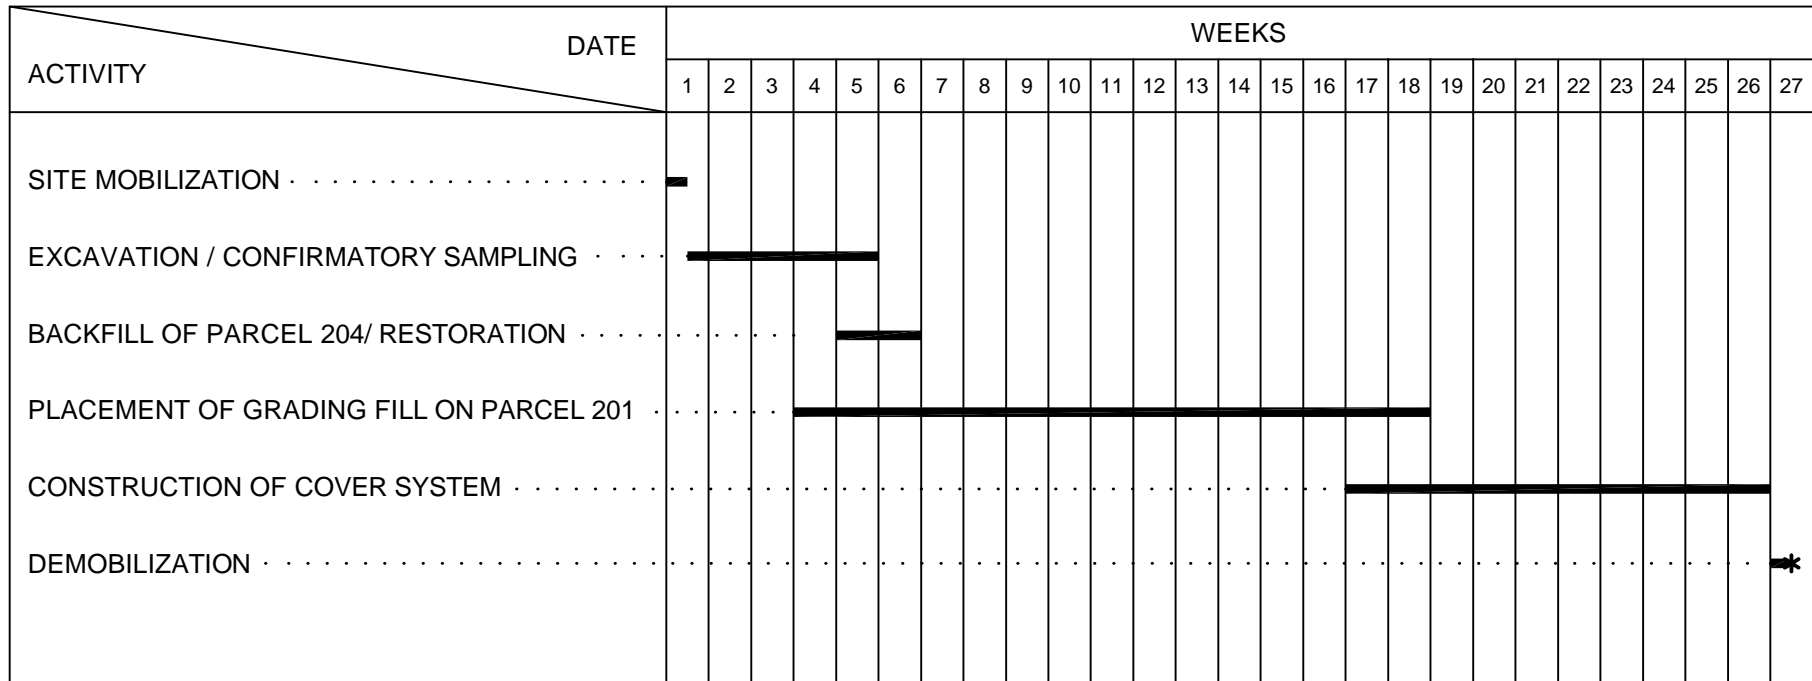 DATE
ACTIVITY
WEEKS
1 2 3 4 5 6 7 8 9 10 11 12 13 14 15 16 17 18 19 20 21 22 23 24 25 26 27
SITE MOBILIZATION
EXCAVATION / CONFIRMATORY SAMPLING
BACKFILL OF PARCEL 204/ RESTORATION
PLACEMENT OF GRADING FILL ON PARCEL 201
CONSTRUCTION OF COVER SYSTEM
DEMOBILIZATION